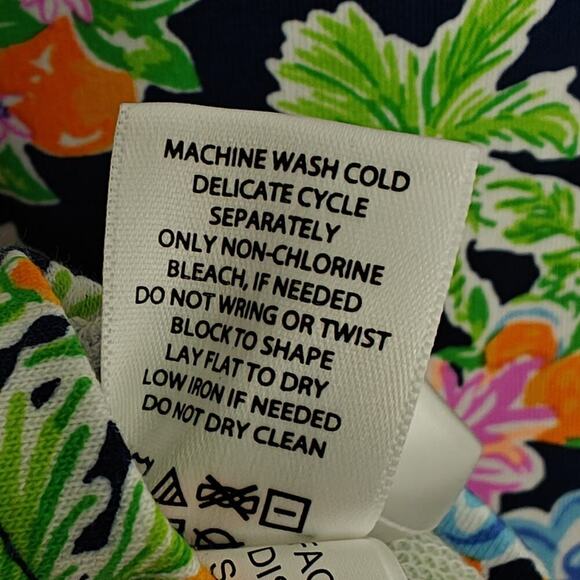 MACHINE WASH COLD
DELICATE CYCLE
SEPARATELY
ONLY NON-CHLORINE
BLEACH, IF NEEDED
DO NOT WRING OR TWIST
BLOCK TO SHAPE
LAY FLAT TO DRY
LOW IRON IF NEEDED
DO NOT DRY CLEAN